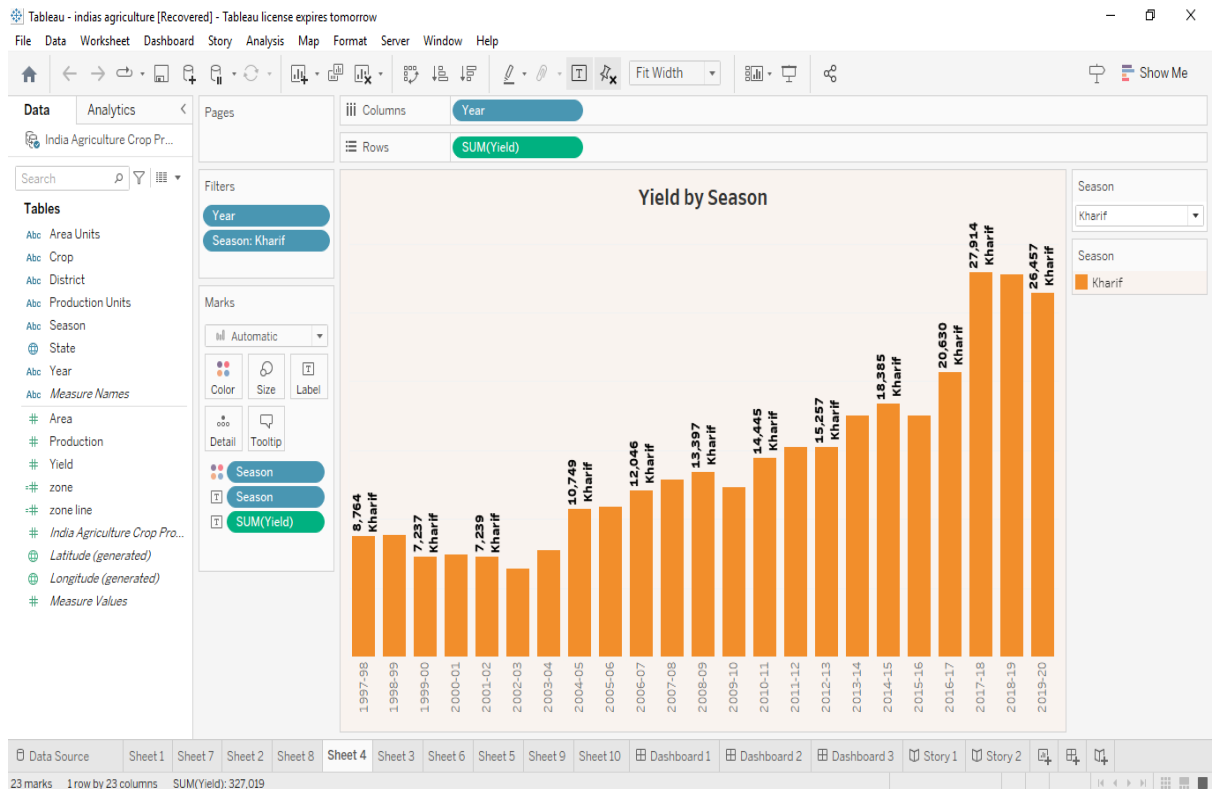 Tableau - indias agriculture [Recovered] - Tableau license expires tomorrow
File Data Worksheet Dashboard Story Analysis Map Format Server Window Help
Fit Width
Show Me
Data Analytics
India Agriculture Crop Pr...
Search
Tables
Abc Area Units
Abc Crop
Abc District
Abc Production Units
Abc Season
State
Abc Year
Abc Measure Names
# Area
# Production
# Yield
=# zone
=# zone line
# India Agriculture Crop Pro...
Latitude (generated)
Longitude (generated)
# Measure Values
Pages
Filters
Year
Season: Kharif
Marks
Automatic
Color Size Label
Detail Tooltip
Season
Season
SUM(Yield)
Columns Year
Rows SUM(Yield)
Yield by Season
8,764
Kharif
7,237
Kharif
7,239
Kharif
10,749
Kharif
12,046
Kharif
13,397
Kharif
14,445
Kharif
15,257
Kharif
18,385
Kharif
20,630
Kharif
27,914
Kharif
26,457
Kharif
1997-98
1998-99
1999-00
2000-01
2001-02
2002-03
2003-04
2004-05
2005-06
2006-07
2007-08
2008-09
2009-10
2010-11
2011-12
2012-13
2013-14
2014-15
2015-16
2016-17
2017-18
2018-19
2019-20
Season
Kharif
Season
Kharif
Data Source Sheet 1 Sheet 7 Sheet 2 Sheet 8 Sheet 4 Sheet 3 Sheet 6 Sheet 5 Sheet 9 Sheet 10 Dashboard 1 Dashboard 2 Dashboard 3 Story 1 Story 2
23 marks 1 row by 23 columns SUM(Yield): 327,019